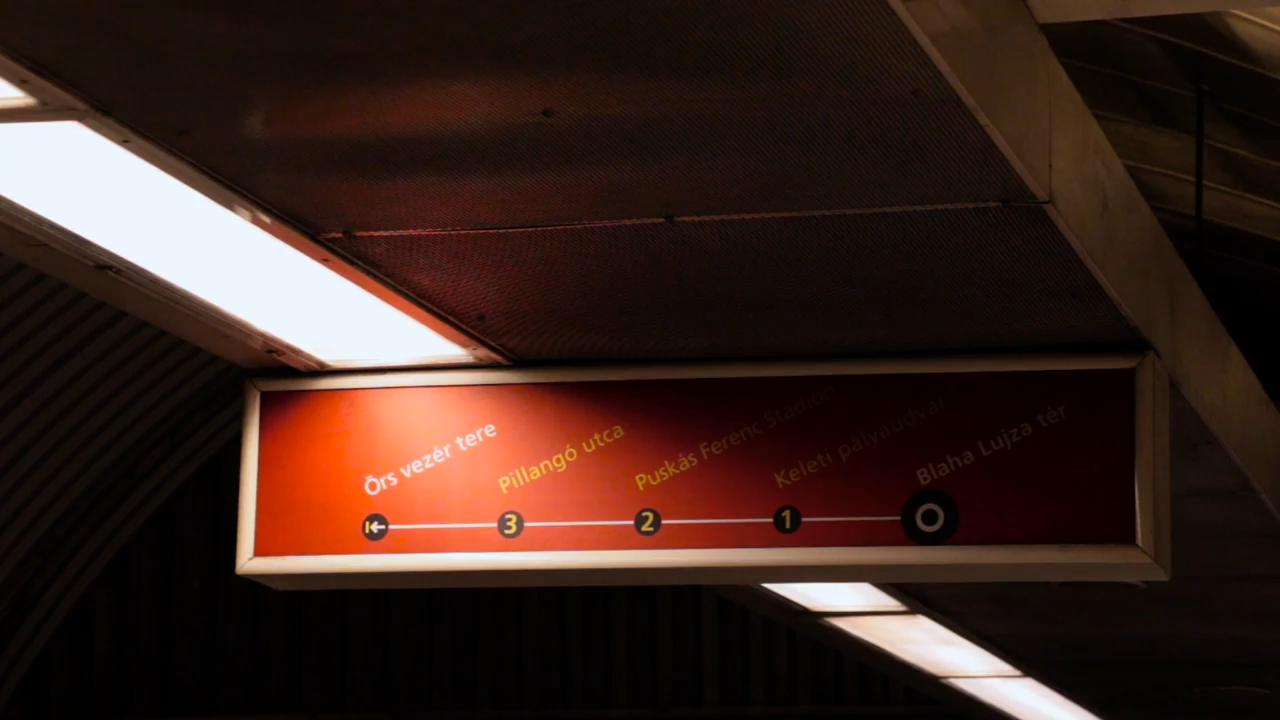 Örs vezér tere
Pillangó utca
Puskás Ferenc Stadion
Keleti pályaudvar
Blaha Lujza tér
3
2
1